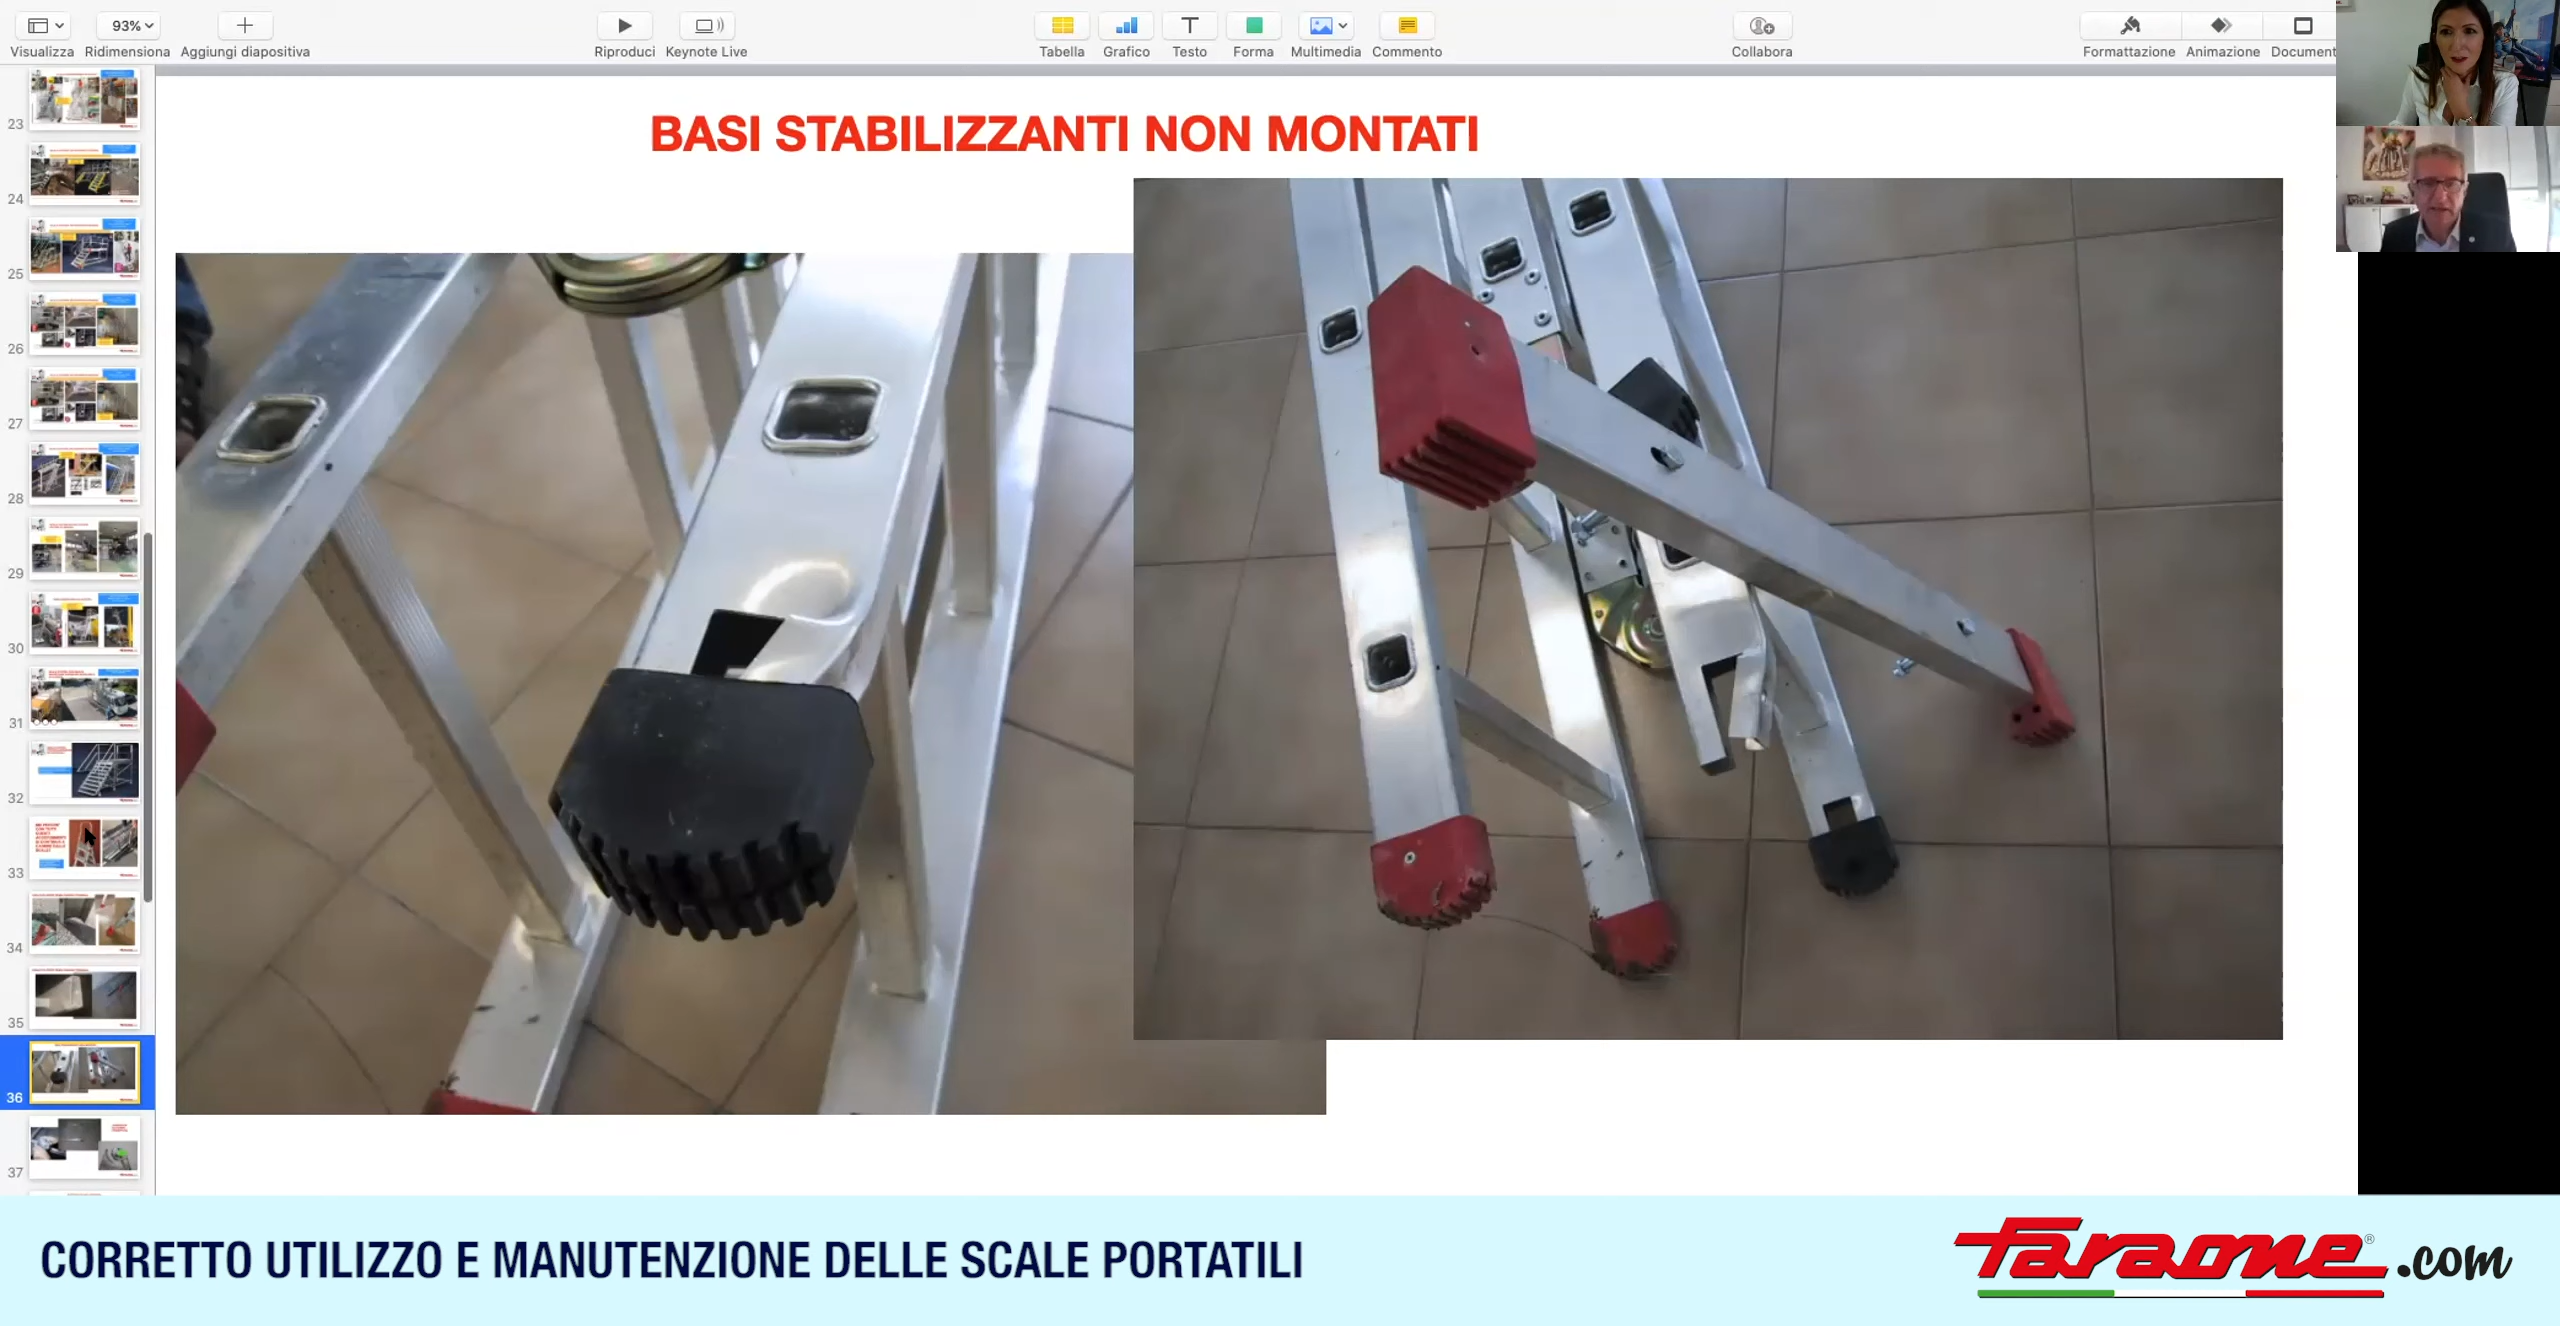 93%
Visualizza
Ridimensiona
Aggiungi diapositiva
Riproduci
Keynote Live
Tabella
Grafico
Testo
Forma
Multimedia
Commento
Collabora
Formattazione
Animazione
Document
BASI STABILIZZANTI NON MONTATI
23
24
25
26
27
28
29
30
31
32
33
34
35
36
37
CORRETTO UTILIZZO E MANUTENZIONE DELLE SCALE PORTATILI
Faraone®.com